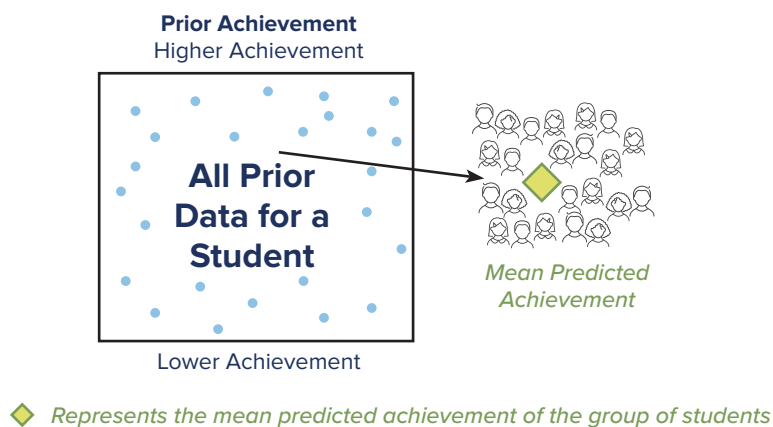 Prior Achievement
Higher Achievement
All Prior
Data for a
Student
Mean Predicted
Achievement
Lower Achievement
Represents the mean predicted achievement of the group of students